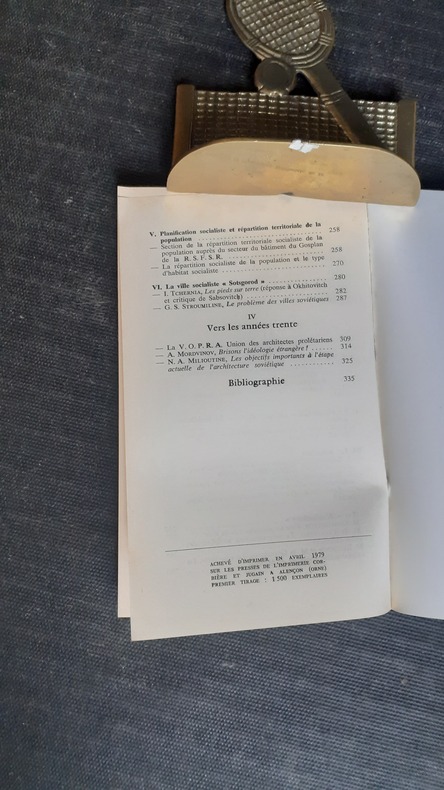 V. Planification socialiste et répartition territoriale de la
population .............................. 258
— Section de la répartition territoriale socialiste de la
population auprès du secteur du bâtiment du Gosplan
de la R. S. F. S. R. .............................. 258
— La répartition socialiste de la population et le type
d'habitat socialiste .............................. 270
VI. La ville socialiste « Sotsgorod » .................... 280
— I. TCHERNIA, Les pieds sur terre (réponse à Okhitovitch
et critique de Sabsovitch) .................... 282
— G. S. STROUMILINE, Le problème des villes soviétiques 287
IV
Vers les années trente
— La V. O. P. R. A. Union des architectes prolétariens 309
— A. MORDVINOV, Brisons l'idéologie étrangère ! ...... 314
— N. A. MILIOUTINE, Les objectifs importants à l'étape
actuelle de l'architecture soviétique ............ 325
Bibliographie 335
ACHEVÉ D'IMPRIMER EN AVRIL 1979
SUR LES PRESSES DE L'IMPRIMERIE COR-
BIÈRE ET JUGAIN A ALENÇON (ORNE)
PREMIER TIRAGE : 1 500 EXEMPLAIRES